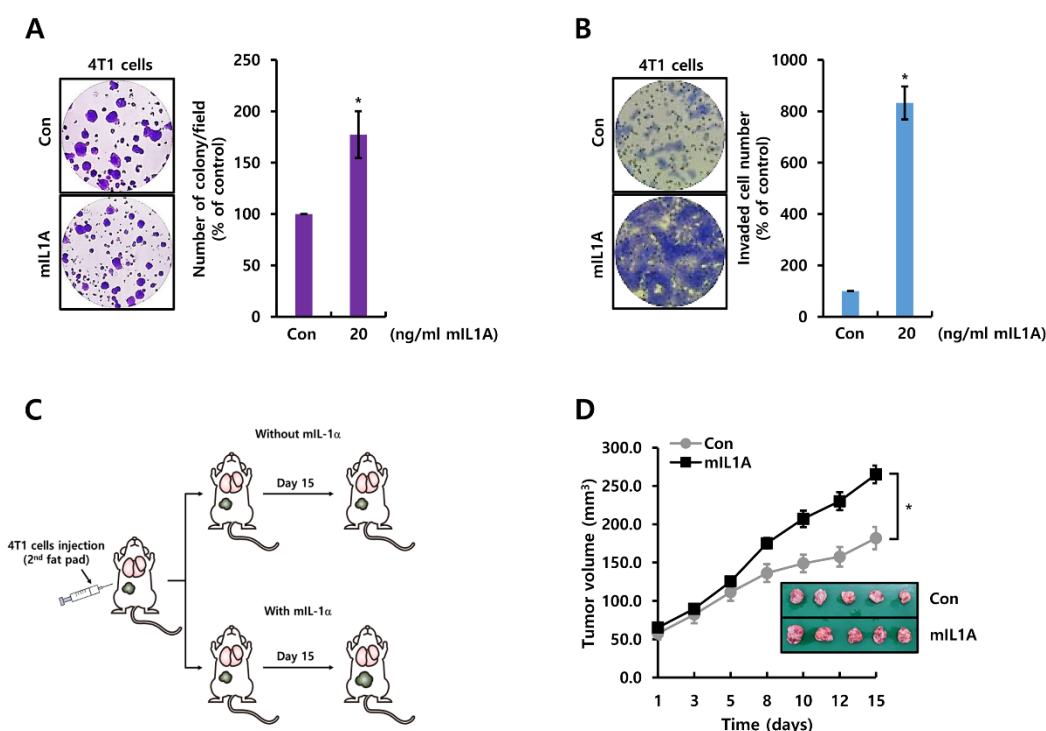 A
4T1 cells
Con
mIL1A
Number of colony/field
(% of control)
250
200
150
100
50
0
*
Con
20
(ng/ml mIL1A)
B
4T1 cells
Con
mIL1A
Invaded cell number
(% of control)
1000
800
600
400
200
0
*
Con
20
(ng/ml mIL1A)
C
Without mIL-1α
Day 15
4T1 cells injection
(2nd fat pad)
With mIL-1α
Day 15
D
Con
mIL1A
Tumor volume (mm³)
300.0
250.0
200.0
150.0
100.0
50.0
0.0
*
Con
mIL1A
1 3 5 8 10 12 15
Time (days)